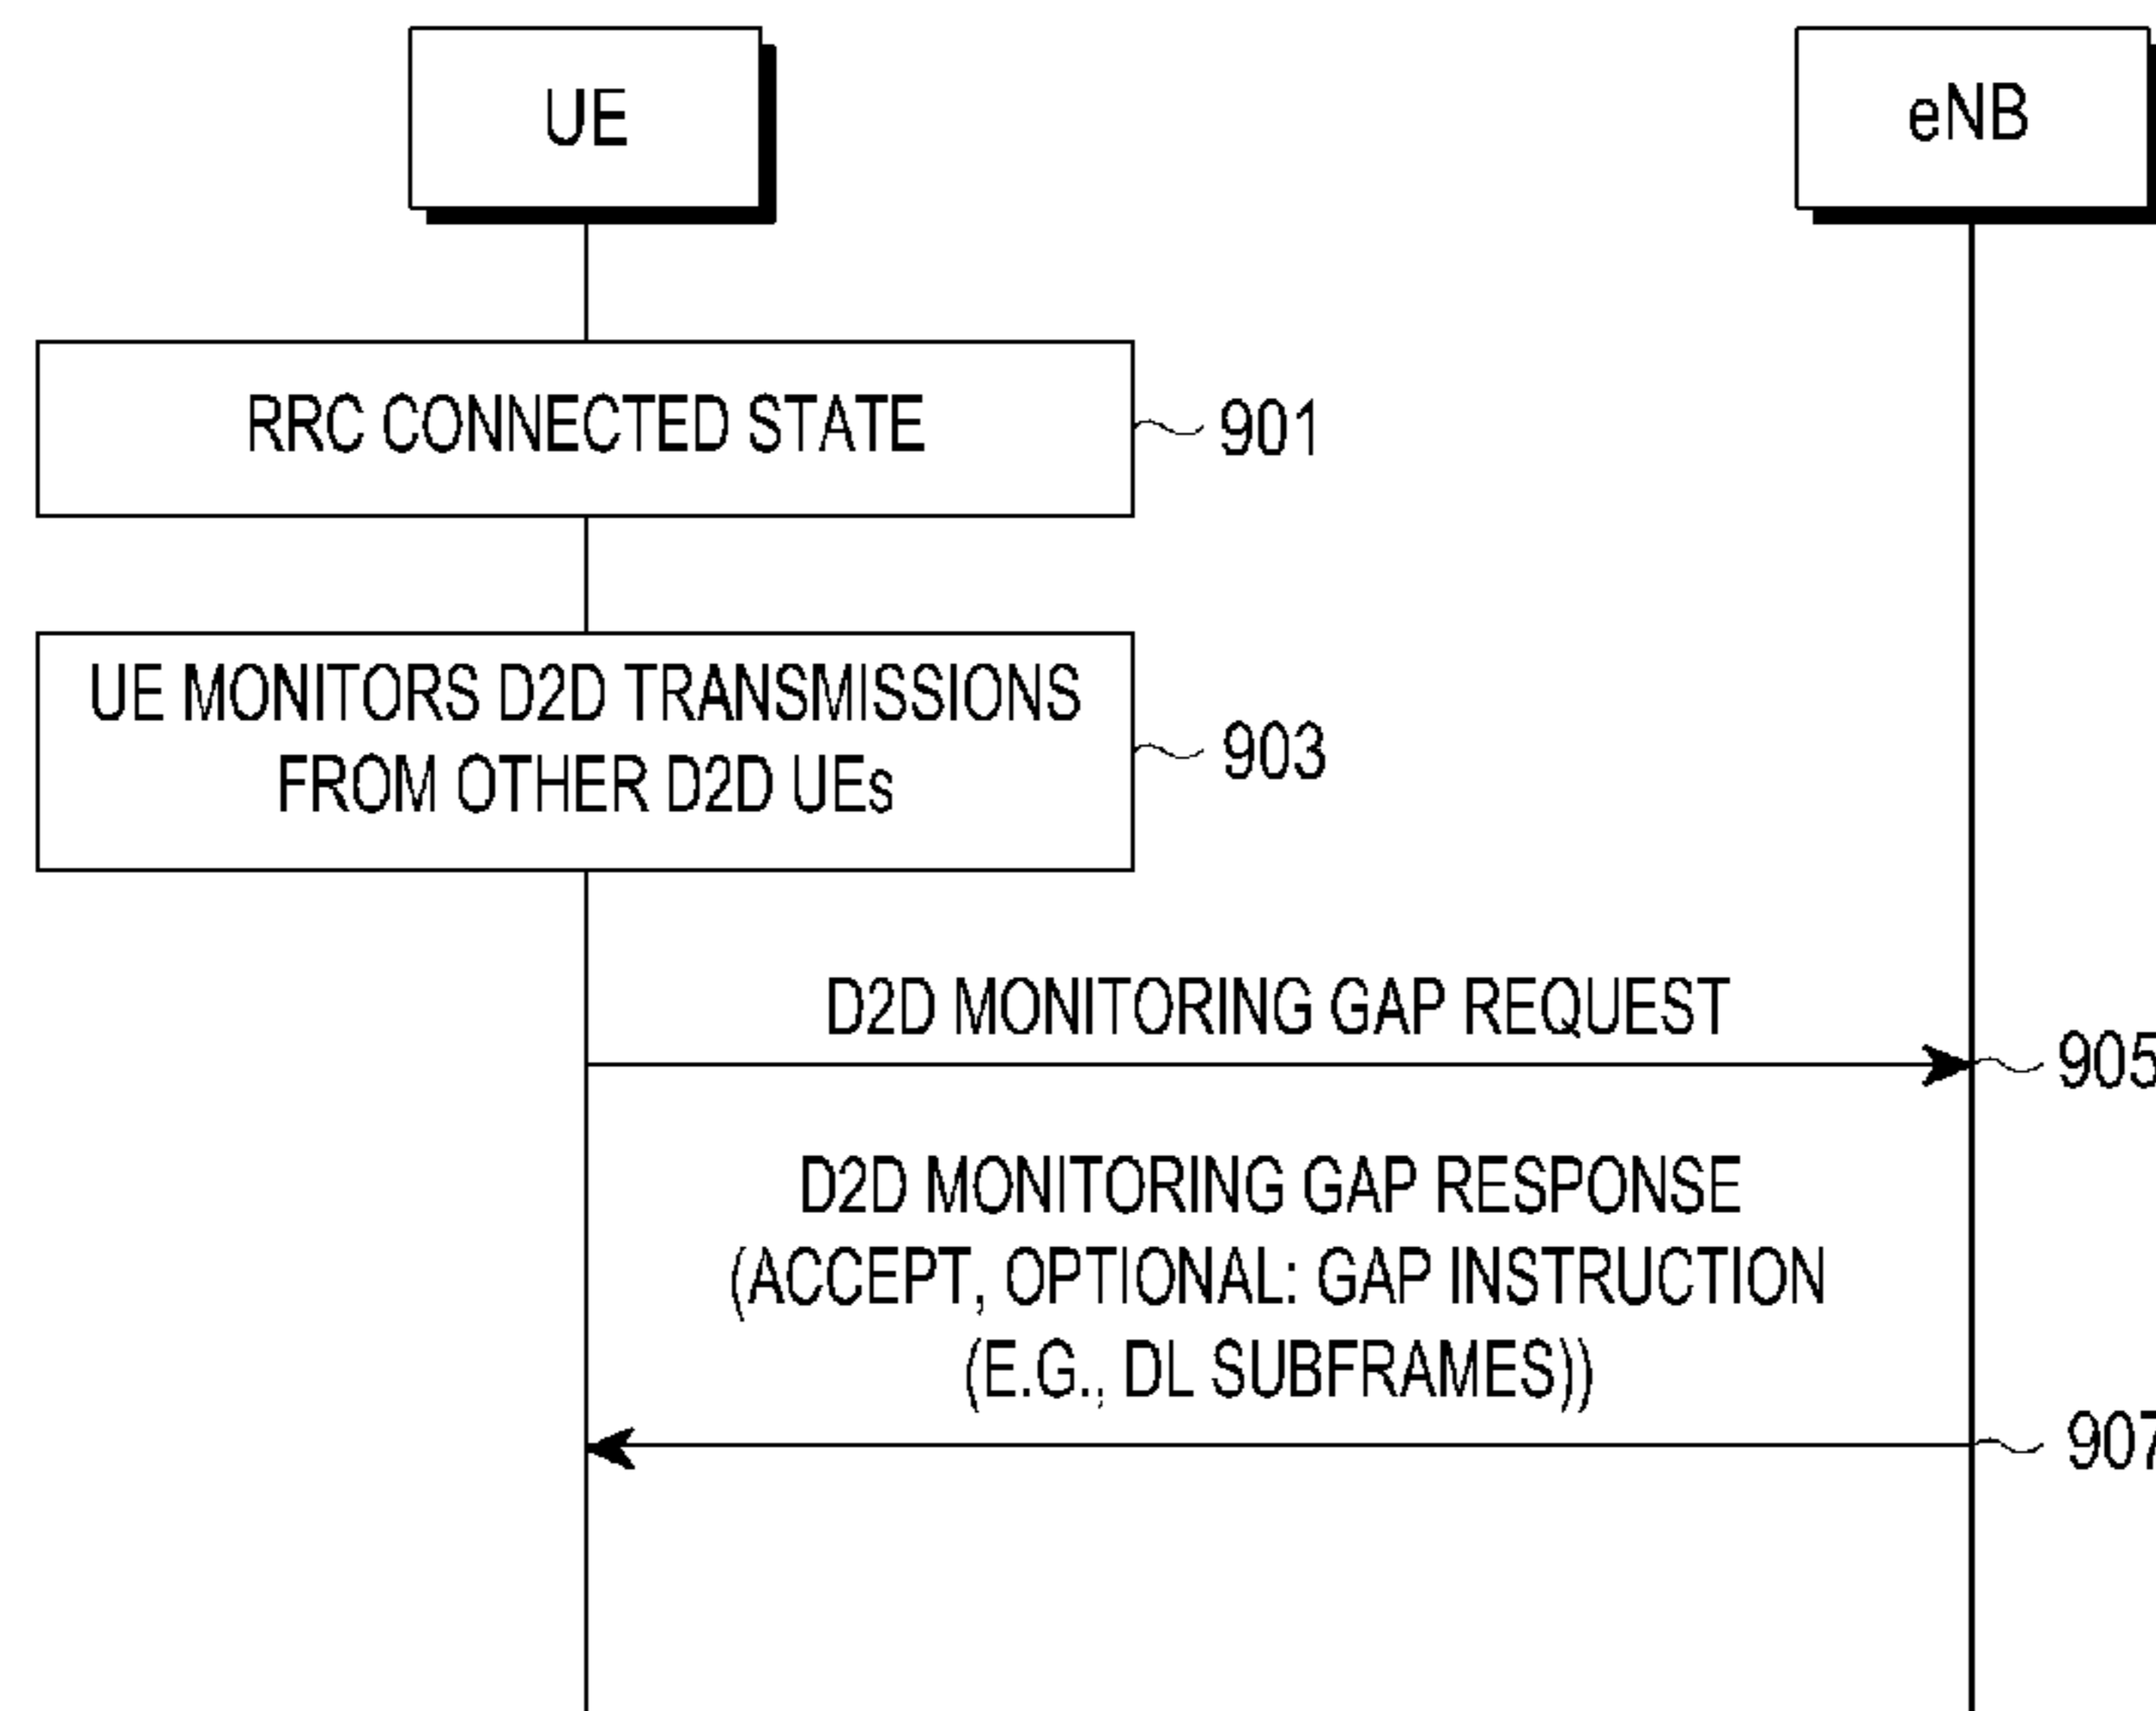 UE
eNB
RRC CONNECTED STATE
901
UE MONITORS D2D TRANSMISSIONS
FROM OTHER D2D UEs
903
D2D MONITORING GAP REQUEST
905
D2D MONITORING GAP RESPONSE
(ACCEPT, OPTIONAL: GAP INSTRUCTION
(E.G., DL SUBFRAMES))
907